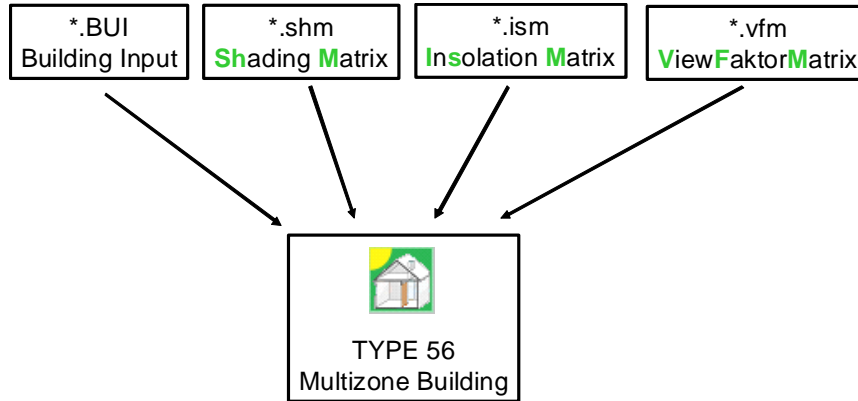 *.BUI
Building Input
*.shm
Shading Matrix
*.ism
Insolation Matrix
*.vfm
ViewFaktorMatrix
TYPE 56
Multizone Building